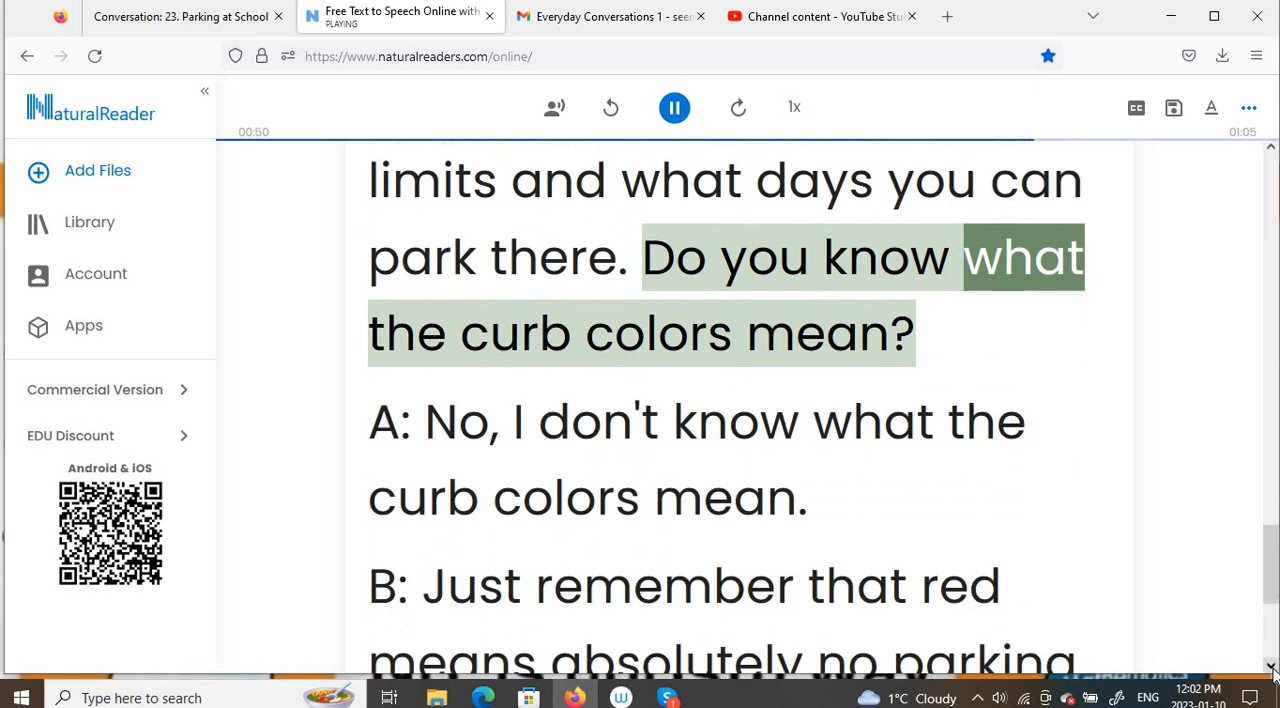 Conversation: 23. Parking at School
Free Text to Speech Online with
PLAYING
Everyday Conversations 1 - seen
Channel content - YouTube Stu
https://www.naturalreaders.com/online/
NaturalReader
Add Files
Library
Account
Apps
Commercial Version
EDU Discount
Android & iOS
1x
CC
A
00:50
01:05
limits and what days you can
park there. Do you know what
the curb colors mean?
A: No, I don't know what the
curb colors mean.
B: Just remember that red
means absolutely no parking
Type here to search
1°C Cloudy
ENG
12:02 PM
2023-01-10